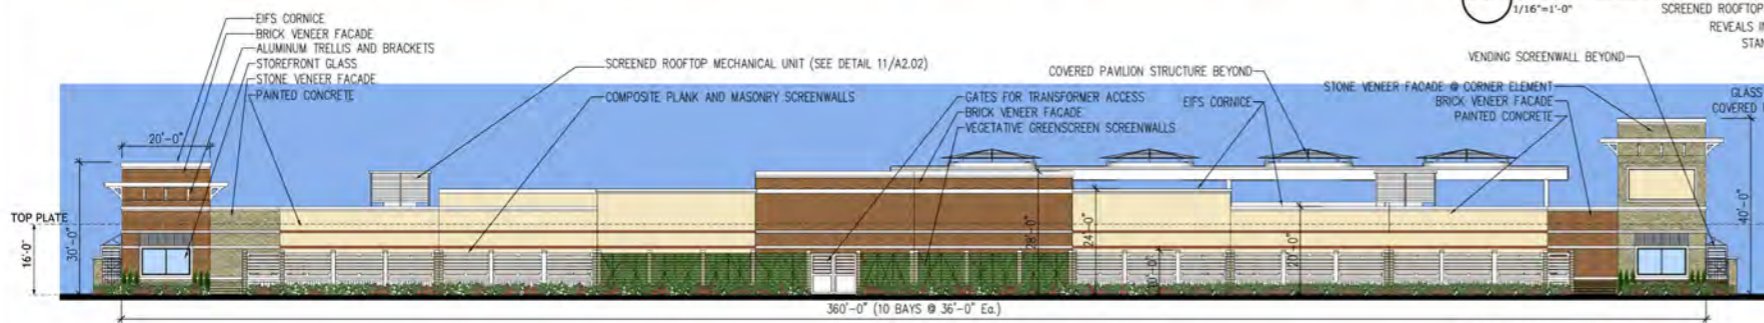 1/16"=1'-0"
SCREENED ROOFTOP
REVEALS
EIFS CORNICE
BRICK VENEER FACADE
ALUMINUM TRELLIS AND BRACKETS
STOREFRONT GLASS
STONE VENEER FACADE
PAINTED CONCRETE
SCREENED ROOFTOP MECHANICAL UNIT (SEE DETAIL 11/A2.02)
COMPOSITE PLANK AND MASONRY SCREENWALLS
COVERED PAVILION STRUCTURE BEYOND
GATES FOR TRANSFORMER ACCESS
BRICK VENEER FACADE
VEGETATIVE GREENSCREEN SCREENWALLS
EIFS CORNICE
VENDING SCREENWALL BEYOND
STONE VENEER FACADE @ CORNER ELEMENT
BRICK VENEER FACADE
PAINTED CONCRETE
GLASS
COVERED
20'-0"
TOP PLATE
16'-0"
30'-0"
28'-0"
24'-0"
10'-0"
20'-0"
40'-0"
360'-0" (10 BAYS @ 36'-0" Ea.)